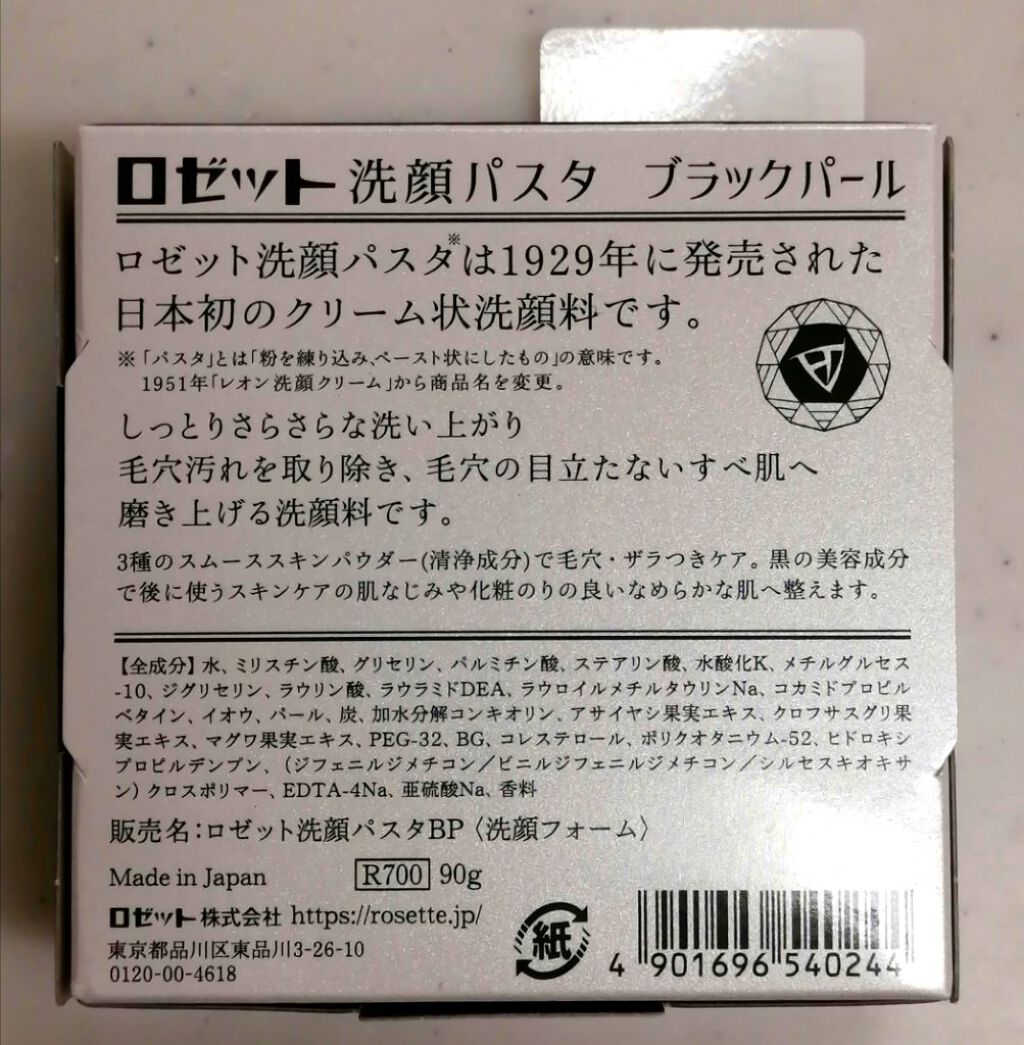 ロゼット洗顔パスタ ブラックパール
ロゼット洗顔パスタ※は1929年に発売された
日本初のクリーム状洗顔料です。
※「パスタ」とは「粉を練り込み、ペースト状にしたもの」の意味です。
1951年「レオン洗顔クリーム」から商品名を変更。
しっとりさらさらな洗い上がり
毛穴汚れを取り除き、毛穴の目立たないすべ肌へ
磨き上げる洗顔料です。
3種のスムーススキンパウダー(清浄成分)で毛穴・ザラつきケア。黒の美容成分
で後に使うスキンケアの肌なじみや化粧のりの良いなめらかな肌へ整えます。
【全成分】水、ミリスチン酸、グリセリン、パルミチン酸、ステアリン酸、水酸化K、メチルグルセス
-10、ジグリセリン、ラウリン酸、ラウラミドDEA、ラウロイルメチルタウリンNa、コカミドプロピル
ベタイン、イオウ、パール、炭、加水分解コンキオリン、アサイヤシ果実エキス、クロフサスグリ果
実エキス、マグワ果実エキス、PEG-32、BG、コレステロール、ポリクオタニウム-52、ヒドロキシ
プロピルデンプン、（ジフェニルジメチコン／ビニルジフェニルジメチコン／シルセスキオキサ
ン）クロスポリマー、EDTA-4Na、亜硫酸Na、香料
販売名：ロゼット洗顔パスタBP〈洗顔フォーム〉
Made in Japan R700 90g
ロゼット株式会社 https://rosette.jp/
東京都品川区東品川3-26-10
0120-00-4618
紙
4 901696 540244